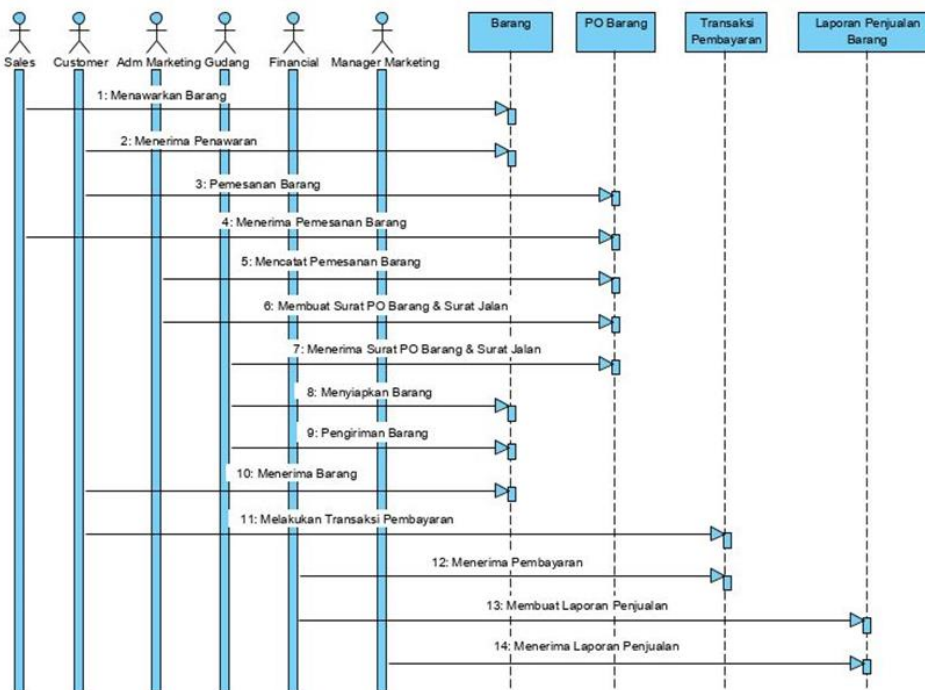 Barang
PO Barang
Transaksi
Pembayaran
Laporan Penjualan
Barang
Sales
Customer
Adm Marketing
Gudang
Financial
Manager Marketing
1: Menawarkan Barang
2: Menerima Penawaran
3: Pemesanan Barang
4: Menerima Pemesanan Barang
5: Mencatat Pemesanan Barang
6: Membuat Surat PO Barang & Surat Jalan
7: Menerima Surat PO Barang & Surat Jalan
8: Menyiapkan Barang
9: Pengiriman Barang
10: Menerima Barang
11: Melakukan Transaksi Pembayaran
12: Menerima Pembayaran
13: Membuat Laporan Penjualan
14: Menerima Laporan Penjualan